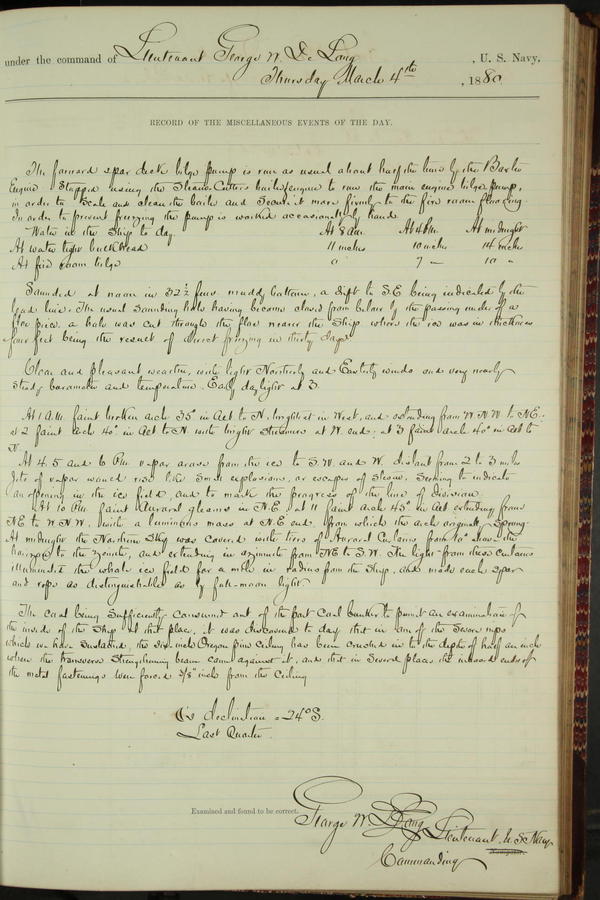 under the command of Lieutenant George W. De Long, U. S. Navy.
Thursday March 4th, 1880
RECORD OF THE MISCELLANEOUS EVENTS OF THE DAY.
The forward spar deck bilge pump is run as usual about half the time by the Baxter
Engine. Stopped using the Steam Cutter's boiler & engine to run the main engine bilge pump,
in order to scale and clean the boiler and secure it more firmly to the fire room flooring
In order to prevent freezing the pump is worked occasionally by hand.
Water in the Ship to day. At 8 AM. At 4 PM. At midnight
At water tight bulkhead 11 inches 10 inches 14 inches
At fire room bilge 7 — 10 "
Sounded at noon in 32 ½ fms muddy bottom, a drift to S.E. being indicated by the
lead line. The usual sounding hole having become closed from below by the passing under of a
floe piece, a hole was cut through the floe nearer the Ship where the ice was in thickness
four feet being the result of direct freezing in thirty days.
Clear and pleasant weather, with light Northerly and Easterly winds and very nearly
steady barometer and temperature. Early daylight at 3.
At 1 A.M. faint broken arch 35° in alt to N. brightest in West, and extending from W.N.W. to N.E.
at 2 faint arch 40° in alt to N. with bright streamers at W. end; at 3 faint arch 40° in alt to
N.
At 4. 5 and 6 P.M. vapor arose from the ice to S.W. and W. distant from 2 to 3 miles
Jets of vapor would rise like small explosions, or escapes of steam. Seeming to indicate
an opening in the ice field, and to mark the progress of the line of division.
At 10 P.M. faint Auroral gleams in N.E. at 11 faint arch 45° in alt extending from
NE to W.N.W. with a luminous mass at N.E. end from which the arch originally sprung.
At midnight the Northern Sky was covered with tiers of Auroral Curtains from 10° above the
horizon to the zenith, and extending in azimuth from NE to S.W. The light from these curtains
illuminated the whole ice field for a mile in radius from the Ship, and made each spar
and rope as distinguishable as by full-moon light.
The coal being sufficiently consumed out of the port coal bunker to permit an examination of
the inside of the Ship at that place, it was discovered to day that in one of the severe nips
which we have sustained, the six-inch Oregon pine ceiling has been crushed in to the depth of half an inch
where the transverse strengthening beam came against it, and that in several places the inboard ends of
the metal fastenings were forced 3/8" inch from the ceiling
☾'s declination = 24° S.
Last Quarter.
Examined and found to be correct.
George W. De Long Lieutenant, U. S. Navy
Navigator.
Commanding